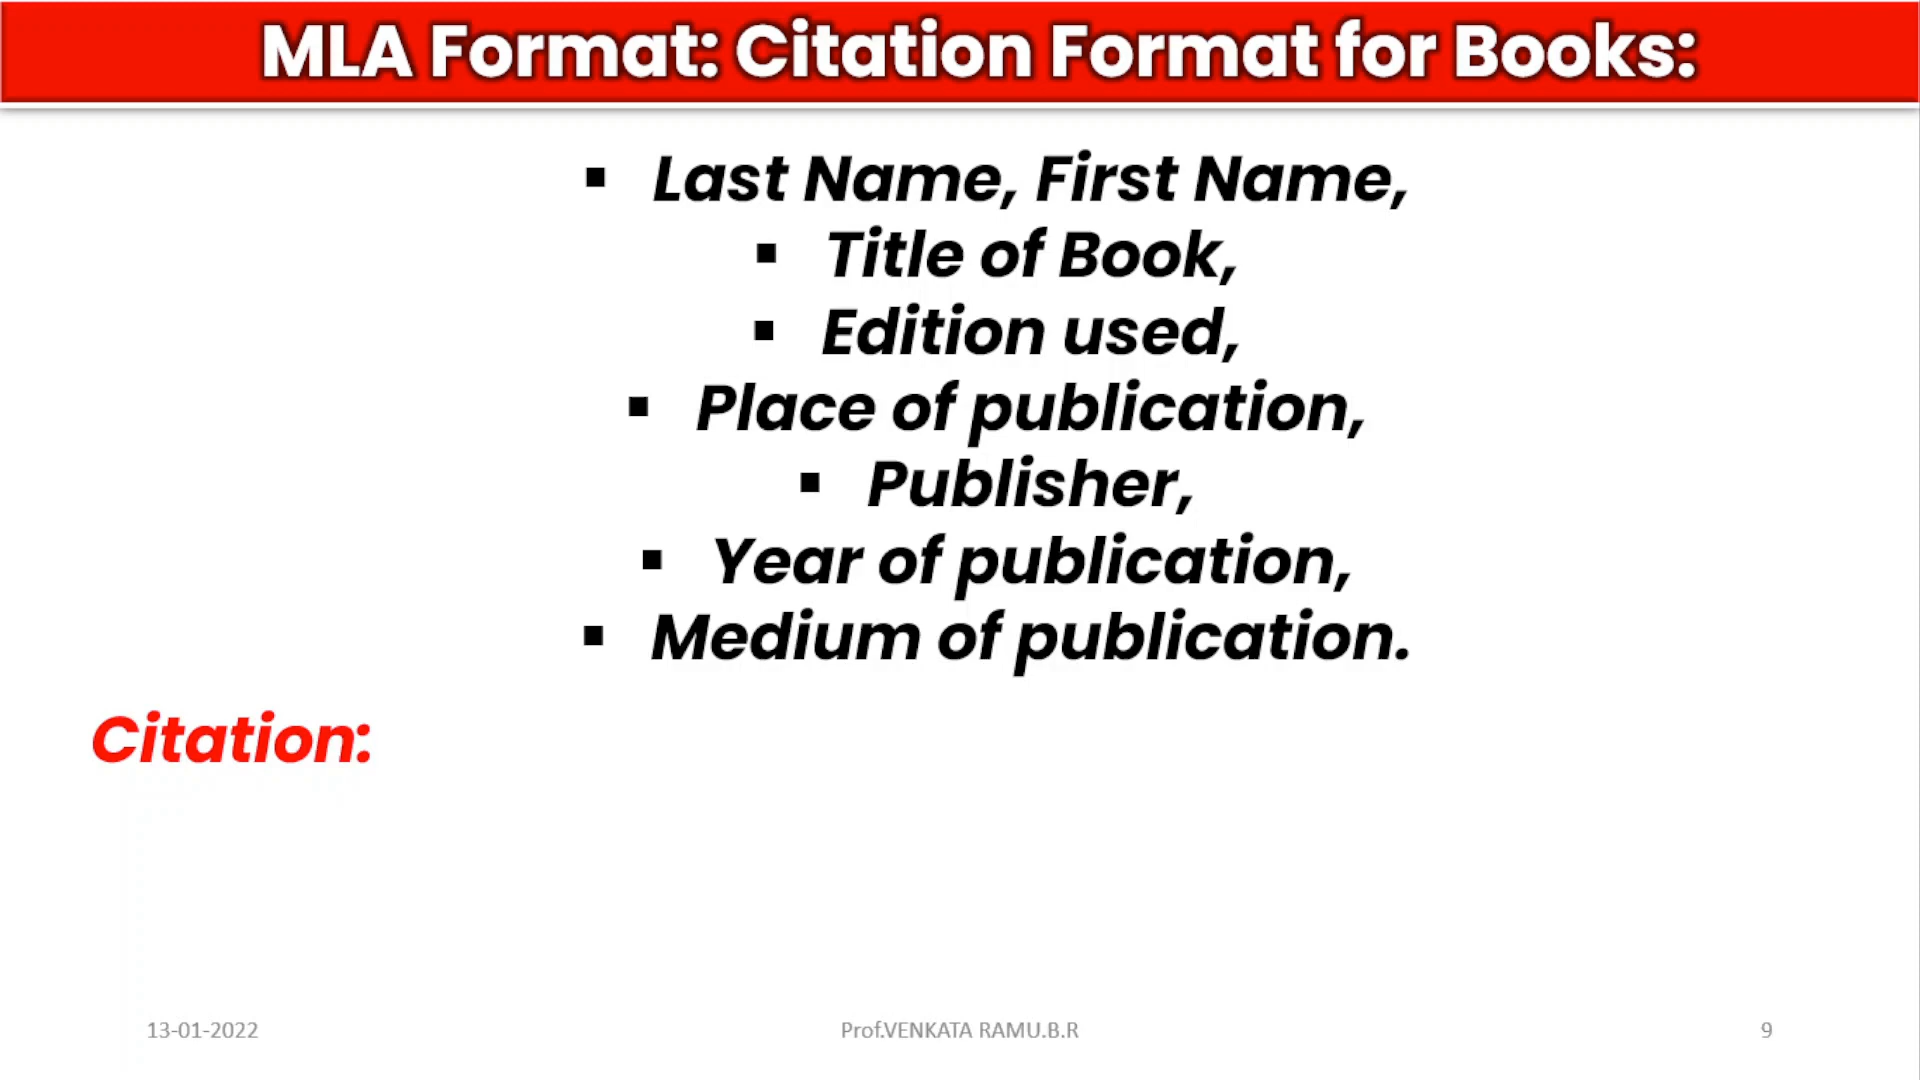 MLA Format: Citation Format for Books:
▪ Last Name, First Name,
▪ Title of Book,
▪ Edition used,
▪ Place of publication,
▪ Publisher,
▪ Year of publication,
▪ Medium of publication.
Citation:
13-01-2022
Prof.VENKATA RAMU.B.R
9